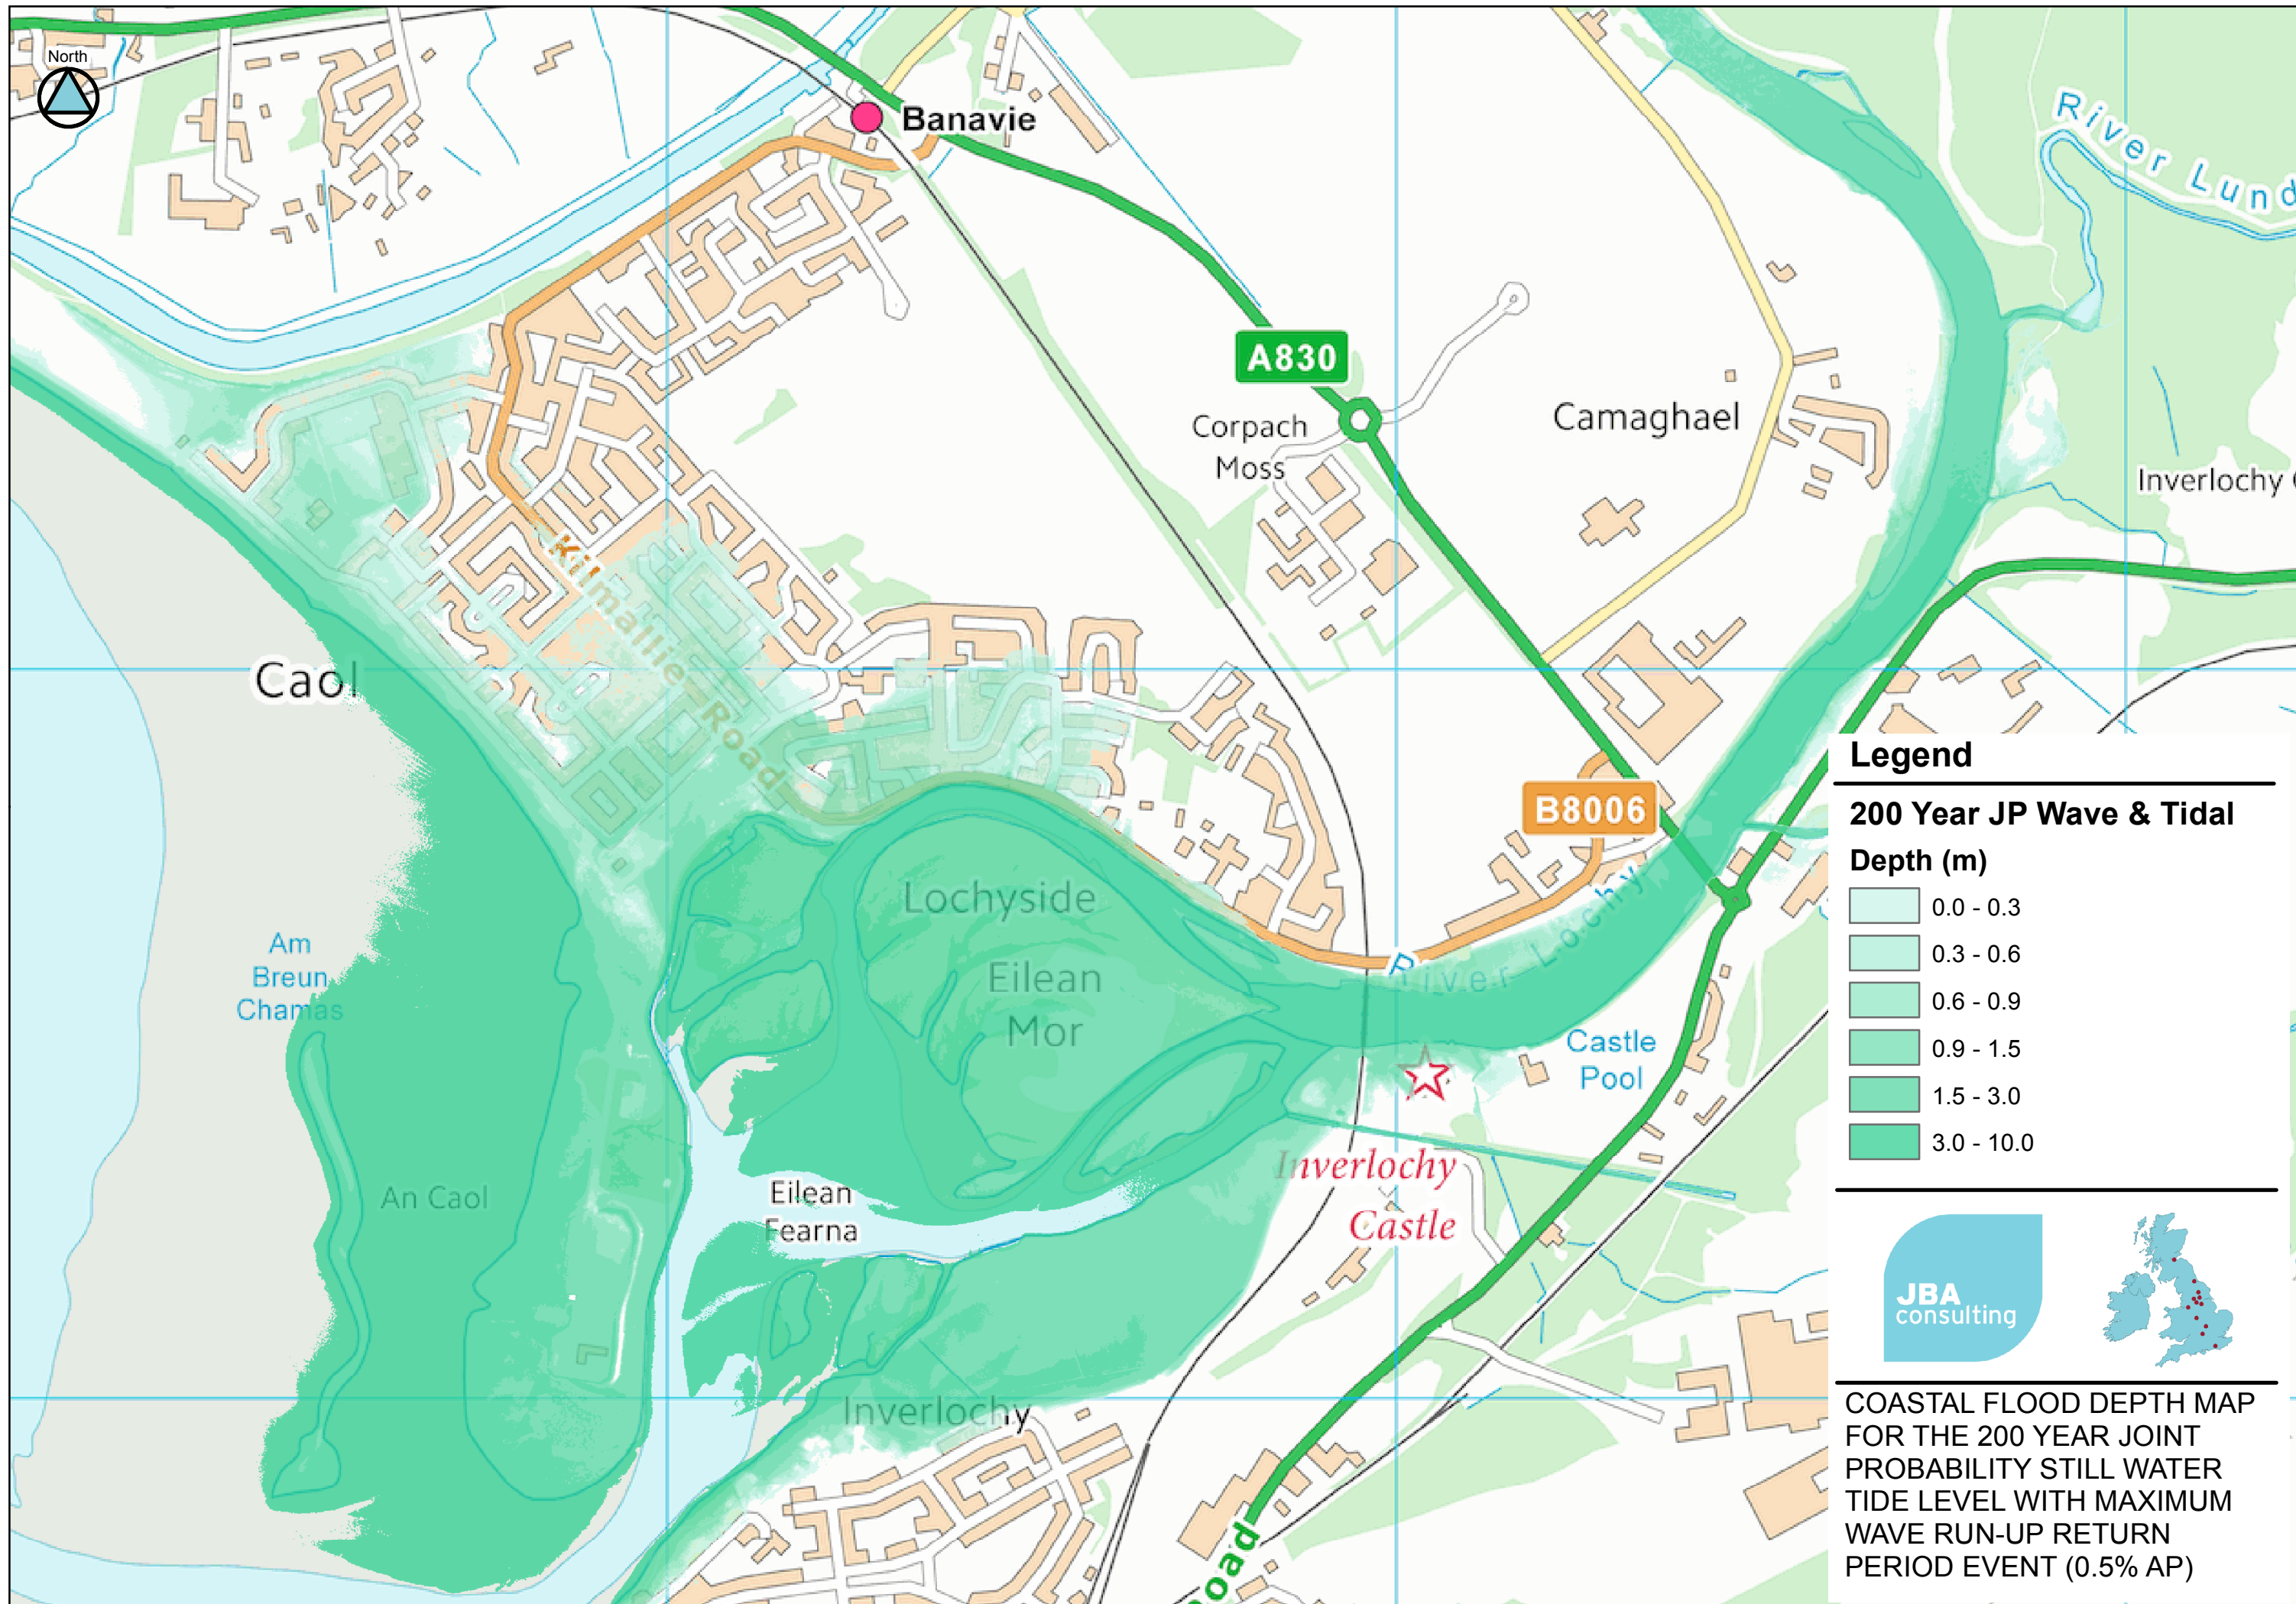 North
Banavie
River Lund
A830
Corpach
Moss
Camaghael
Inverlochy
Kilmallie Road
Caol
B8006
Lochyside
River Lochy
Am
Breun
Chamas
Eilean
Mor
Castle
Pool
Inverlochy
Castle
An Caol
Eilean
Fearna
Inverlochy
Road
Legend
200 Year JP Wave & Tidal
Depth (m)
0.0 - 0.3
0.3 - 0.6
0.6 - 0.9
0.9 - 1.5
1.5 - 3.0
3.0 - 10.0
JBA
consulting
COASTAL FLOOD DEPTH MAP
FOR THE 200 YEAR JOINT
PROBABILITY STILL WATER
TIDE LEVEL WITH MAXIMUM
WAVE RUN-UP RETURN
PERIOD EVENT (0.5% AP)